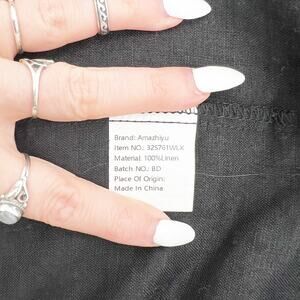 Brand: Amazhiyu
Item NO.: 325761WLX
Material: 100%Linen
Batch NO.: BD
Place Of Origin:
Made In China